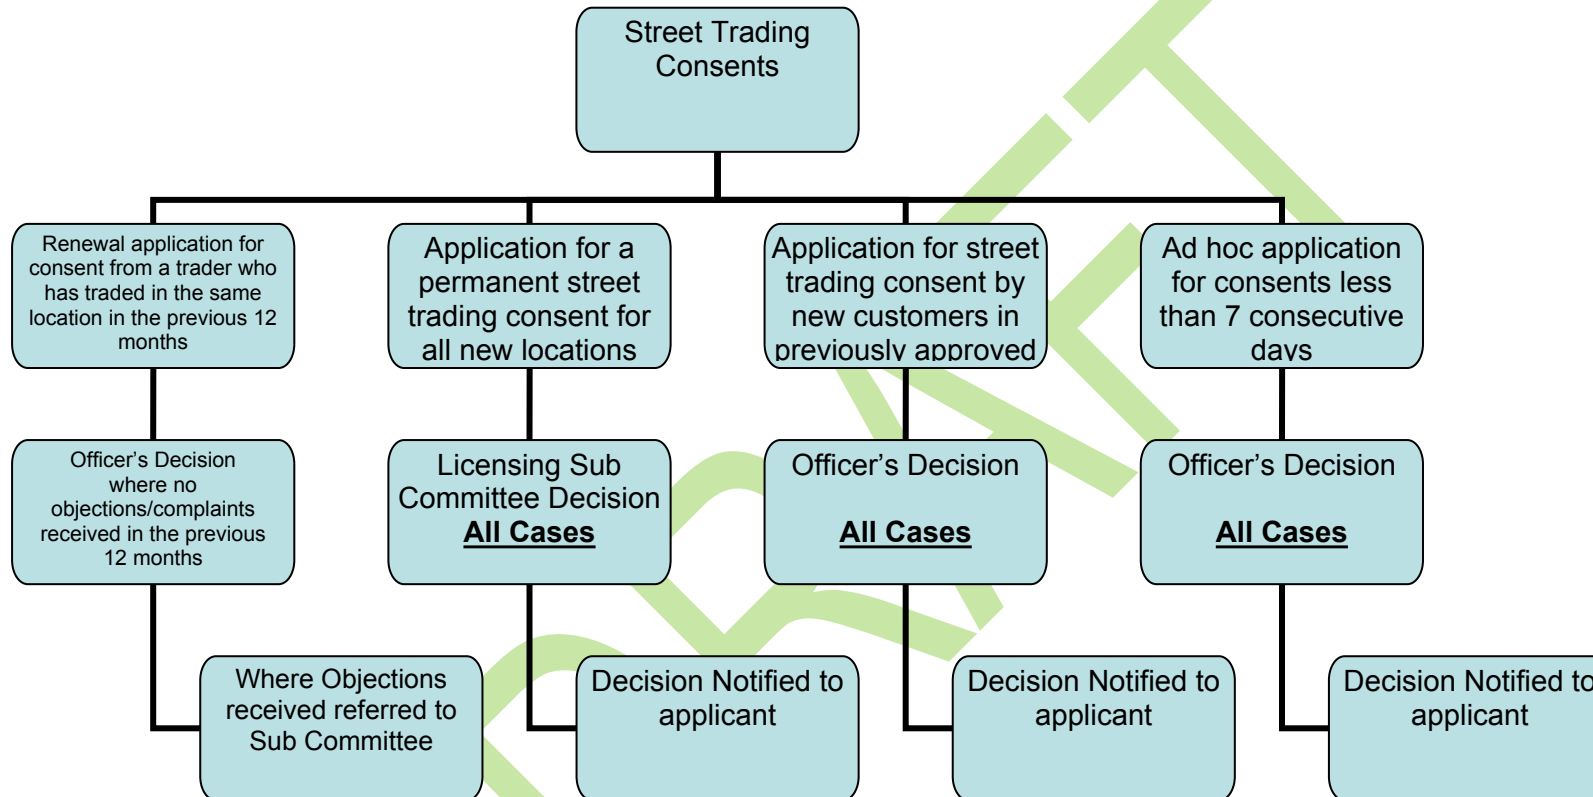 Street Trading
Consents
Renewal application for
consent from a trader who
has traded in the same
location in the previous 12
months
Application for a
permanent street
trading consent for
all new locations
Application for street
trading consent by
new customers in
previously approved
Ad hoc application
for consents less
than 7 consecutive
days
Officer's Decision
where no
objections/complaints
received in the previous
12 months
Licensing Sub
Committee Decision
All Cases
Officer's Decision
All Cases
Officer's Decision
All Cases
Where Objections
received referred to
Sub Committee
Decision Notified to
applicant
Decision Notified to
applicant
Decision Notified to
applicant
DRAFT